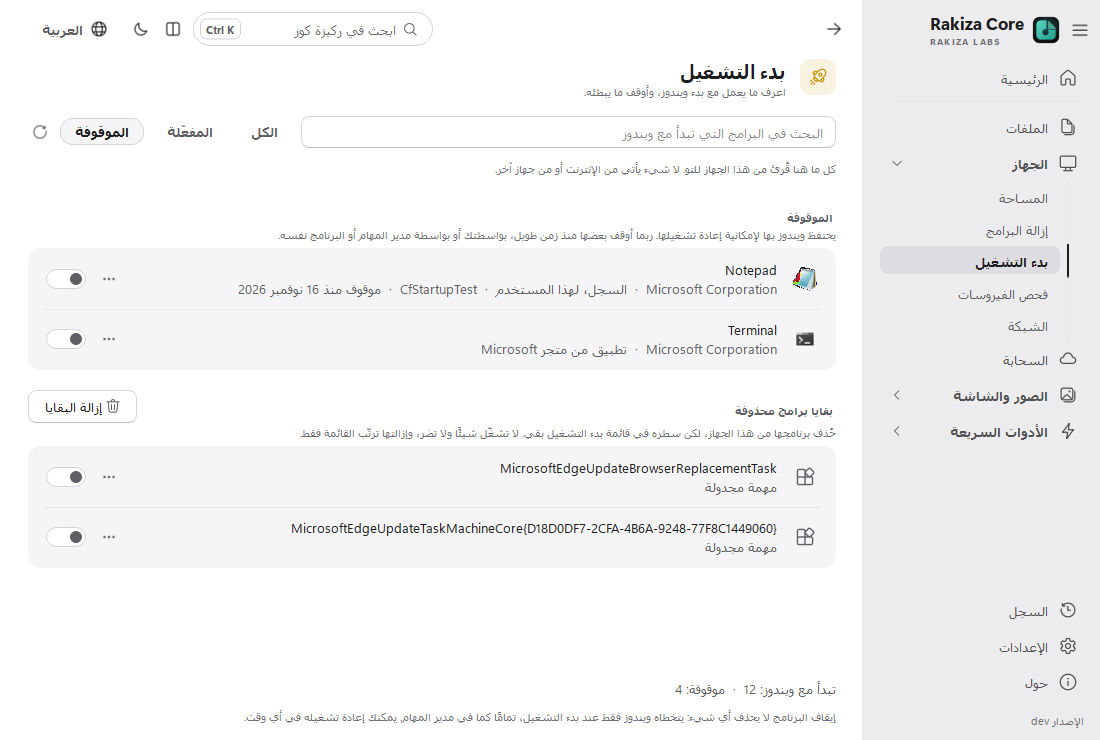 Rakiza Core
RAKIZA LABS
الرئيسية
الملفات
الجهاز
المساحة
إزالة البرامج
بدء التشغيل
فحص الفيروسات
الشبكة
السحابة
الصور والشاشة
الأدوات السريعة
السجل
الإعدادات
حول
الإصدار dev
ابحث في ركيزة كور
Ctrl K
العربية
بدء التشغيل
اعرف ما يعمل مع بدء ويندوز، وأوقف ما يبطئه.
البحث في البرامج التي تبدأ مع ويندوز
الكل
المفعّلة
الموقوفة
كل ما هنا قُرئ من هذا الجهاز للتو. لا شيء يأتي من الإنترنت أو من جهاز آخر.
الموقوفة
يحتفظ ويندوز بها لإمكانية إعادة تشغيلها. ربما أوقف بعضها منذ زمن طويل، بواسطتك أو بواسطة مدير المهام أو البرنامج نفسه.
Notepad
Microsoft Corporation · السجل، لهذا المستخدم · CfStartupTest · موقوف منذ 16 نوفمبر 2026
Terminal
Microsoft Corporation · تطبيق من متجر Microsoft
بقايا برامج محذوفة
حُذف برنامجها من هذا الجهاز، لكن سطره في قائمة بدء التشغيل بقي. لا تشغّل شيئًا ولا تضر، وإزالتها ترتّب القائمة فقط.
إزالة البقايا
MicrosoftEdgeUpdateBrowserReplacementTask
مهمة مجدولة
MicrosoftEdgeUpdateTaskMachineCore{D18D0DF7-2CFA-4B6A-9248-77F8C1449060}
مهمة مجدولة
تبدأ مع ويندوز: 12 · موقوفة: 4
إيقاف البرنامج لا يحذف أي شيء: يتخطاه ويندوز فقط عند بدء التشغيل، تمامًا كما في مدير المهام. يمكنك إعادة تشغيله في أي وقت.